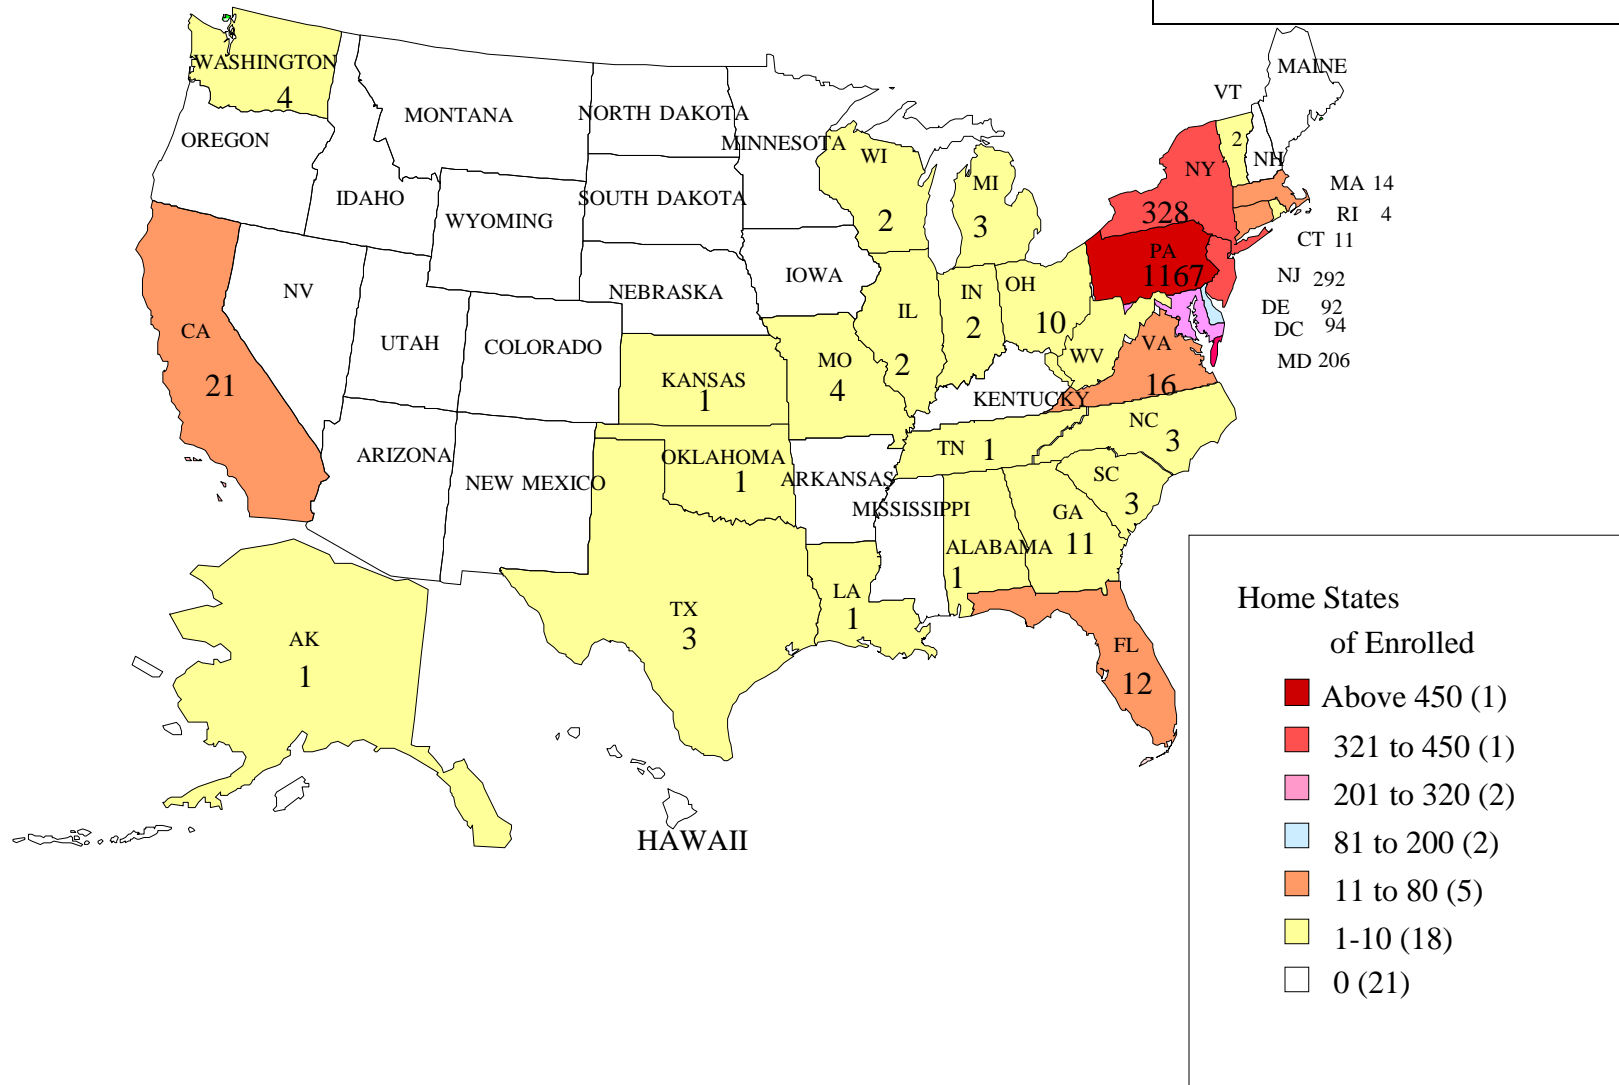 WASHINGTON
4
OREGON
MONTANA
IDAHO
WYOMING
NORTH DAKOTA
SOUTH DAKOTA
MINNESOTA
WI
2
MI
3
NY
328
VT
2
NH
MAINE
MA 14
RI 4
CT 11
NJ 292
DE 92
DC 94
MD 206
PA
1167
CA
21
NV
UTAH
COLORADO
NEBRASKA
IOWA
IL
2
IN
2
OH
10
WV
VA
16
KENTUCKY
KANSAS
1
MO
4
ARIZONA
NEW MEXICO
OKLAHOMA
1
ARKANSAS
TN 1
NC
3
SC
3
MISSISSIPPI
ALABAMA
1
GA
11
TX
3
LA
1
FL
12
AK
1
HAWAII
Home States
of Enrolled
Above 450 (1)
321 to 450 (1)
201 to 320 (2)
81 to 200 (2)
11 to 80 (5)
1-10 (18)
0 (21)